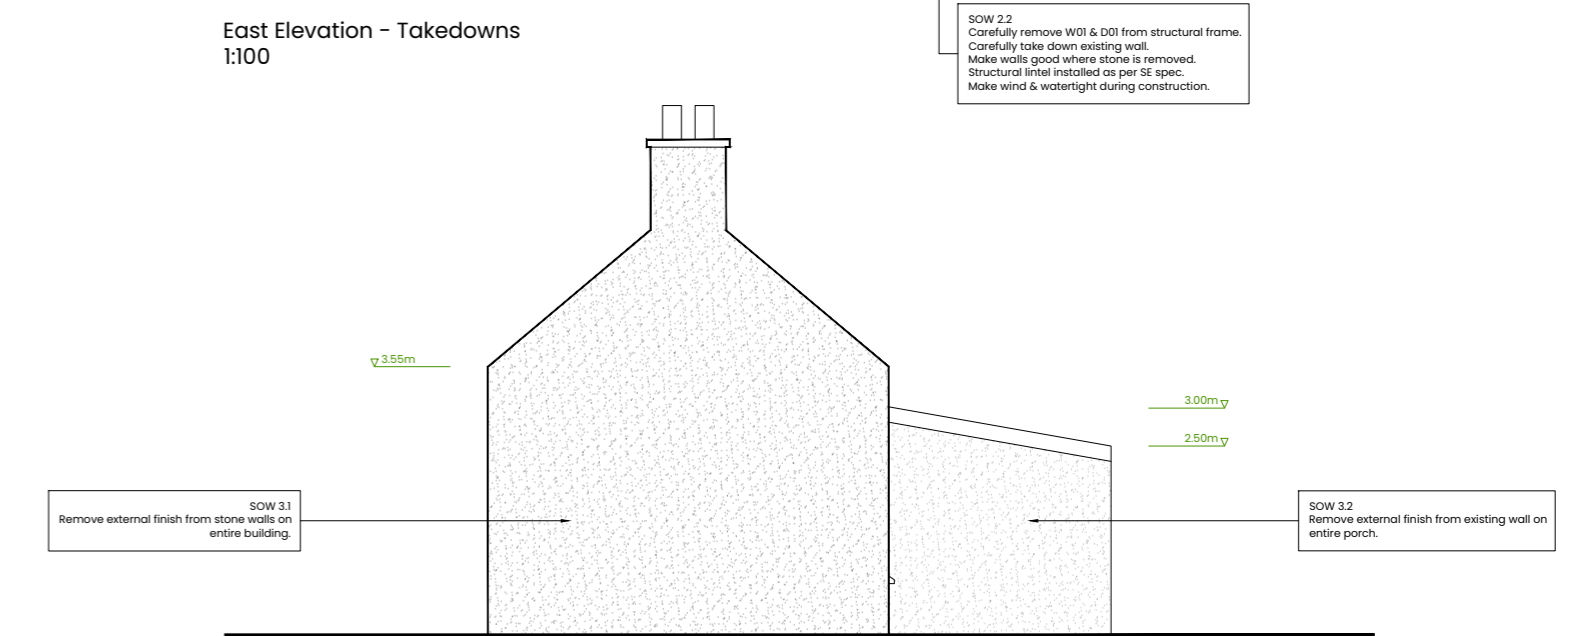 East Elevation - Takedowns
1:100
SOW 2.2
Carefully remove W01 & D01 from structural frame.
Carefully take down existing wall.
Make walls good where stone is removed.
Structural lintel installed as per SE spec.
Make wind & watertight during construction.
3.55m
3.00m
2.50m
SOW 3.1
Remove external finish from stone walls on
entire building.
SOW 3.2
Remove external finish from existing wall on
entire porch.